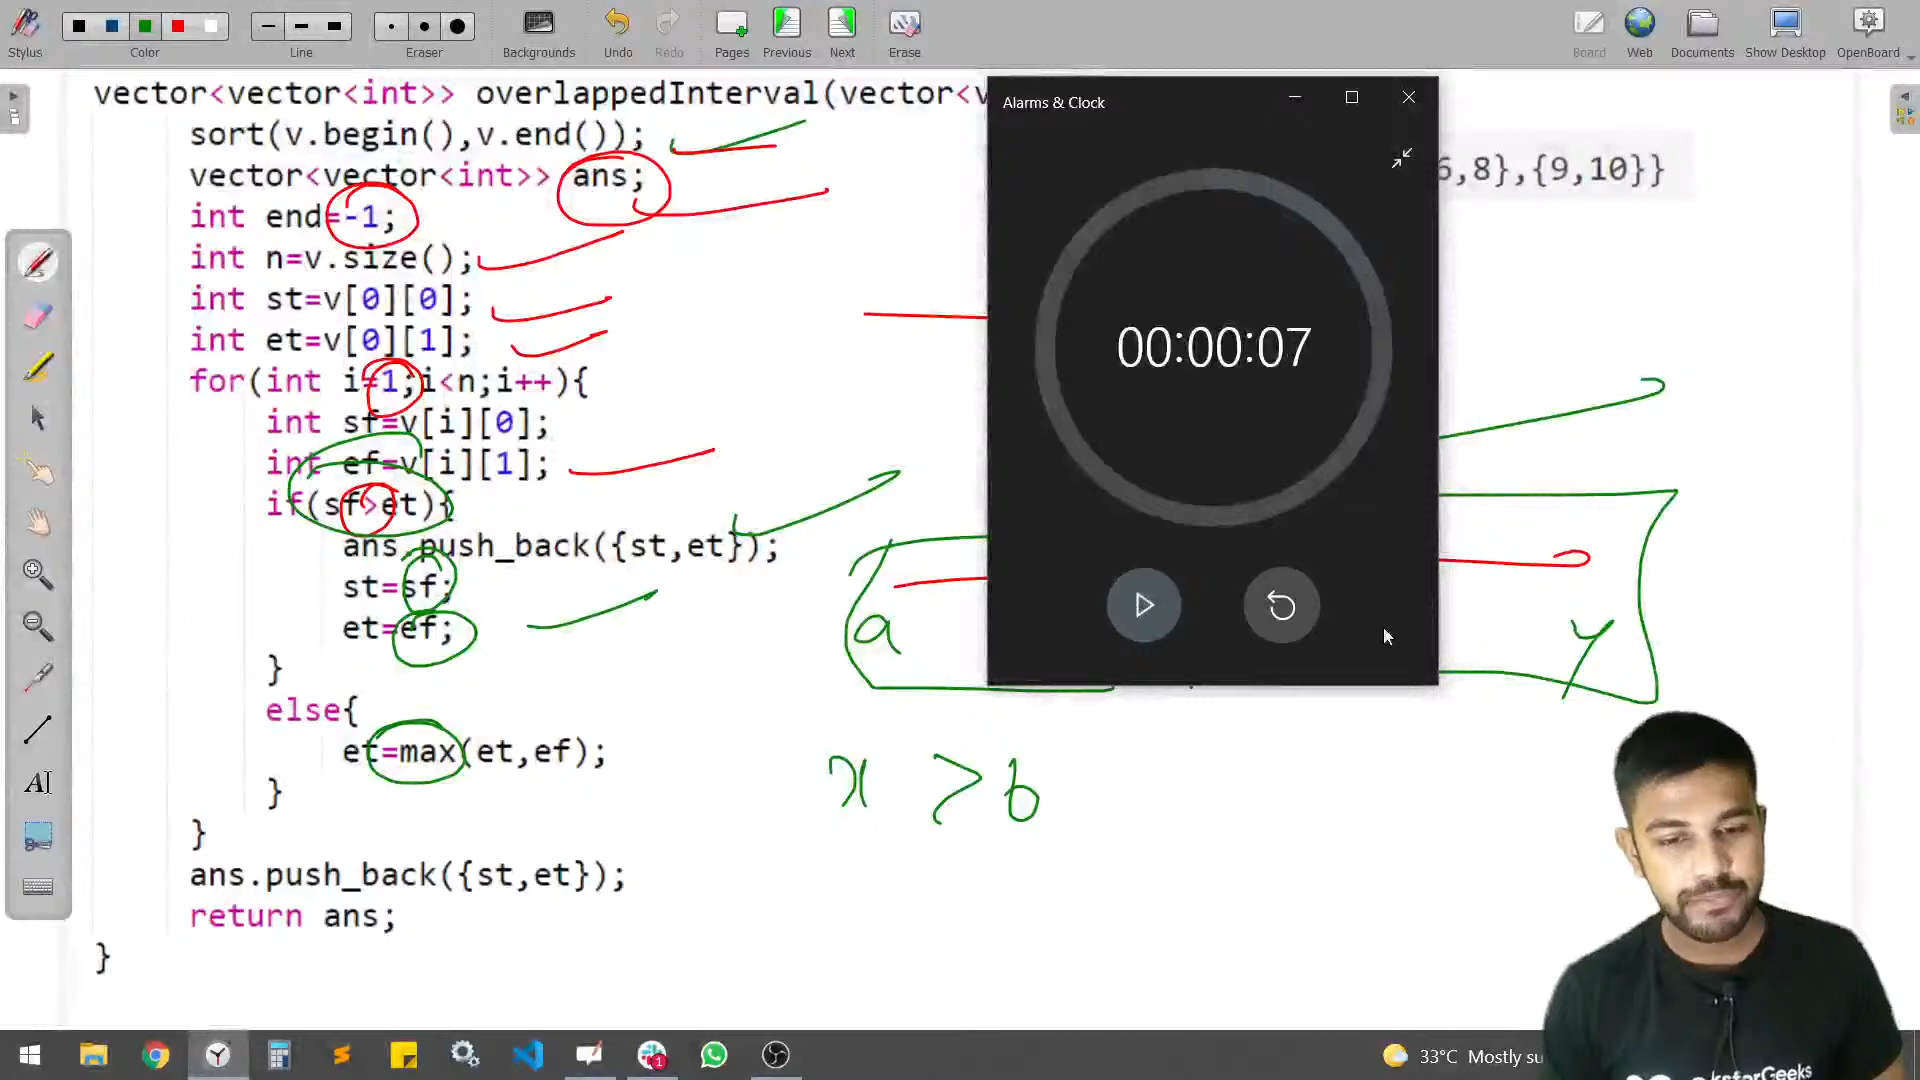 Stylus
Color
Line
Eraser
Backgrounds
Undo
Redo
Pages
Previous
Next
Erase
Board
Web
Documents
Show Desktop
OpenBoard
vector<vector<int>> overlappedInterval(vector<v
sort(v.begin(),v.end());
vector<vector<int>> ans;
int end=-1;
int n=v.size();
int st=v[0][0];
int et=v[0][1];
for(int i=1;i<n;i++){
int sf=v[i][0];
int ef=v[i][1];
if(sf>et){
ans.push_back({st,et});
st=sf;
et=ef;
}
else{
et=max(et,ef);
}
}
ans.push_back({st,et});
return ans;
}
Alarms & Clock
00:00:07
6,8},{9,10}}
a
y
x > b
AI
1
33°C Mostly su
ksforGeeks